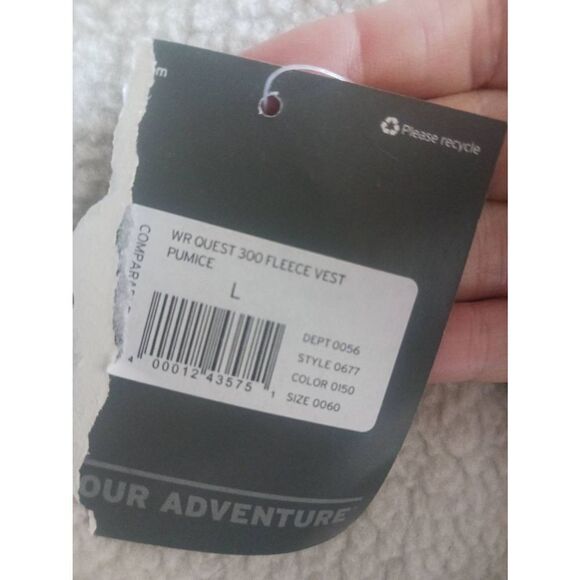 m
Please recycle
WR QUEST 300 FLEECE VEST
PUMICE
L
DEPT 0056
STYLE 0677
COLOR 0150
SIZE 0060
4 00012 43575 1
OUR ADVENTURE